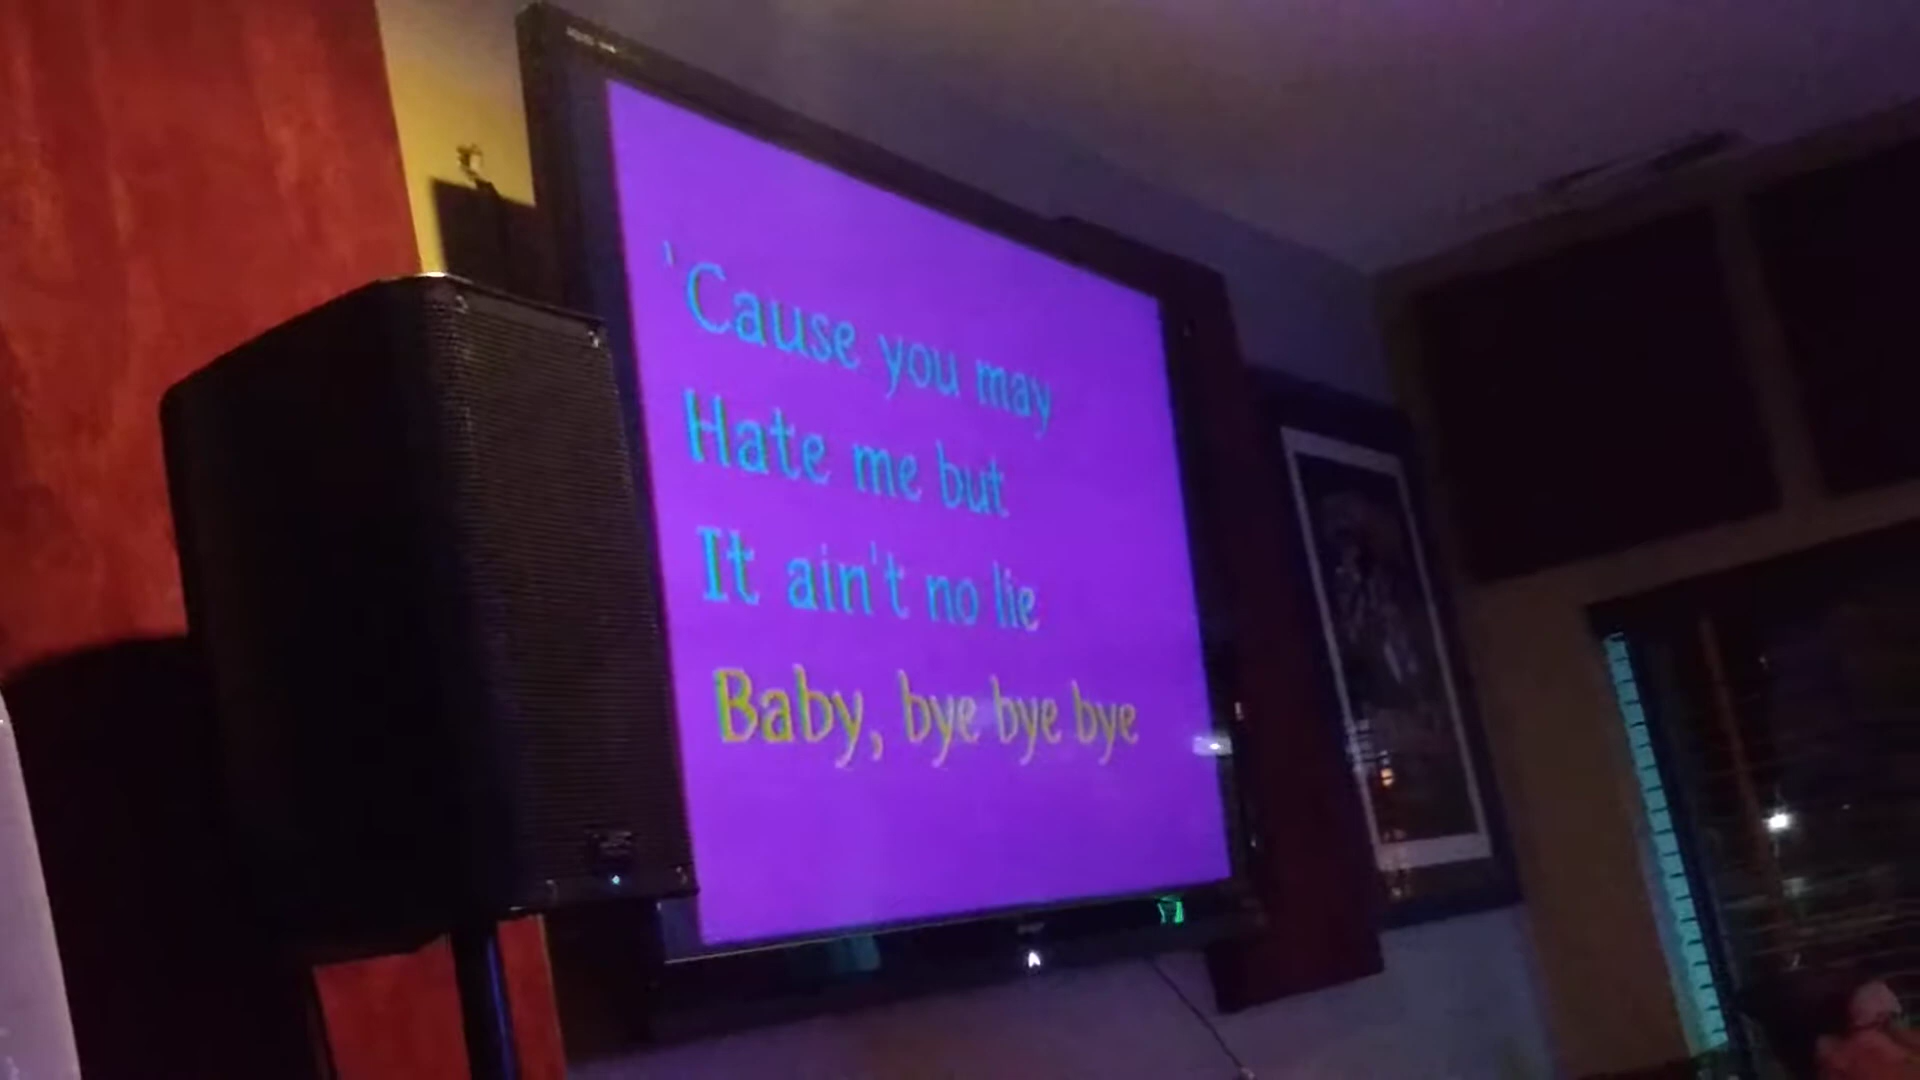 'Cause you may
Hate me but
It ain't no lie
Baby, bye bye bye